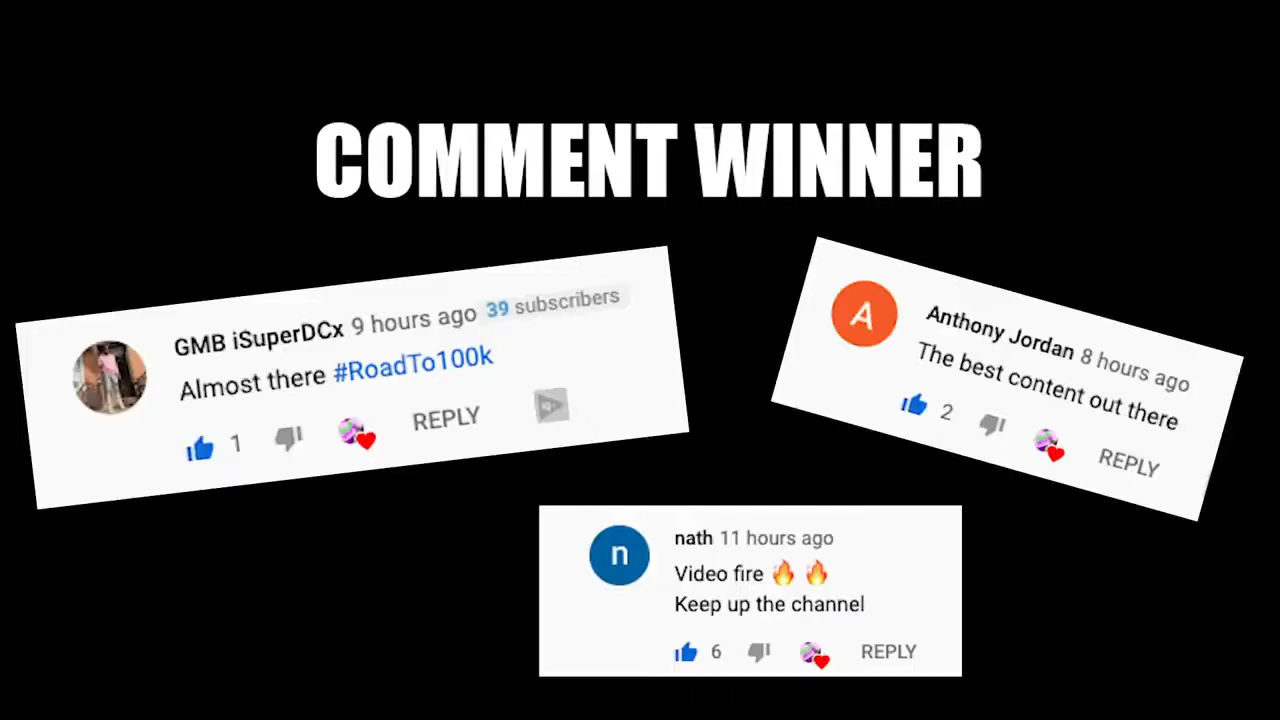 COMMENT WINNER
GMB iSuperDCx 9 hours ago 39 subscribers
Almost there #RoadTo100k
1 REPLY
A
Anthony Jordan 8 hours ago
The best content out there
2 REPLY
n
nath 11 hours ago
Video fire 🔥 🔥
Keep up the channel
6 REPLY